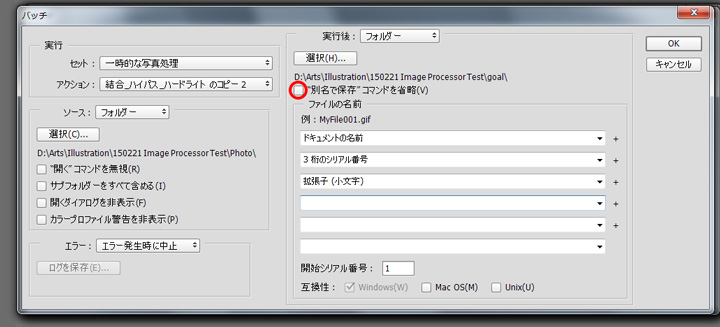 バッチ
実行
セット： 一時的な写真処理
アクション： 結合_ハイパス_ハードライト のコピー 2
ソース： フォルダー
選択(C)...
D:\Arts\Illustration\150221 Image Processor Test\Photo\
"開く" コマンドを無視(R)
サブフォルダーをすべて含める(I)
開くダイアログを非表示(F)
カラープロファイル警告を非表示(P)
エラー： エラー発生時に中止
ログを保存(E)...
実行後： フォルダー
選択(H)...
D:\Arts\Illustration\150221 Image Processor Test\goal\
"別名で保存" コマンドを省略(V)
ファイルの名前
例：MyFile001.gif
ドキュメントの名前 +
3 桁のシリアル番号 +
拡張子 (小文字) +
+
+
開始シリアル番号： 1
互換性： Windows(W) Mac OS(M) Unix(U)
OK
キャンセル